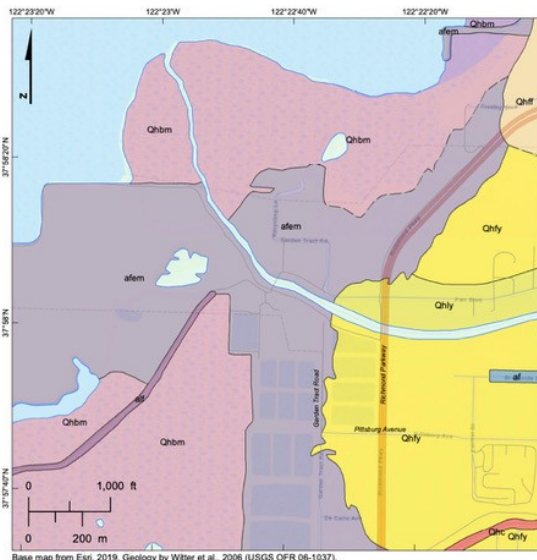 122°23'20"W 122°23'W 122°22'40"W 122°22'20"W
Qhbm
afem
N
Qhff
Qhbm
Qhbm
37°58'20"N
Qhfy
afem
Garden Tract Rd
afem
Qhly
37°58'N
Richmond Parkway
Garden Tract Road
af
af
Qhbm
Pittsburg Avenue
Qhbm
Qhfy
37°57'40"N
0 1,000 ft
0 200 m
Qhc
Qhfy
Base map from Esri, 2019. Geology by Witter et al., 2006 (USGS OFR 06-1037).